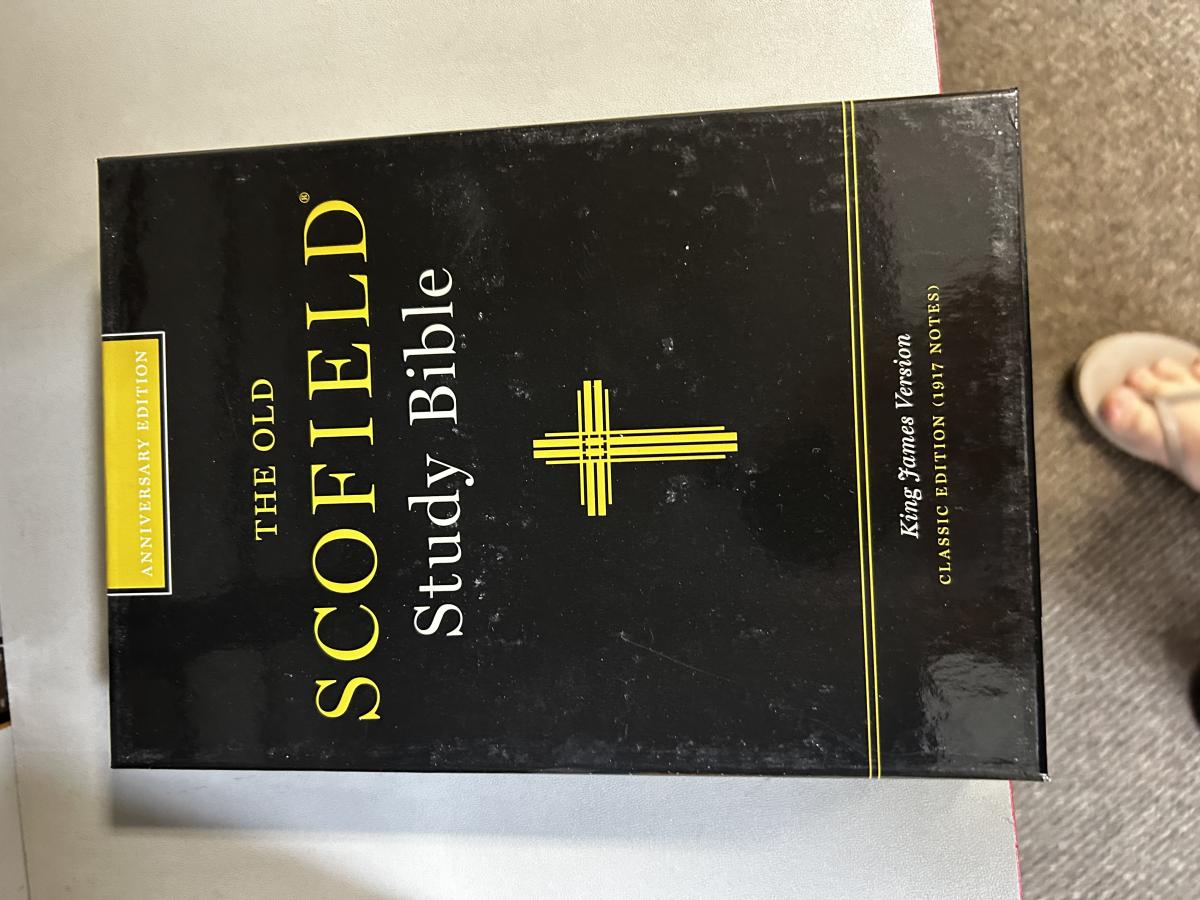 ANNIVERSARY EDITION
THE OLD
SCOFIELD®
Study Bible
King James Version
CLASSIC EDITION (1917 NOTES)